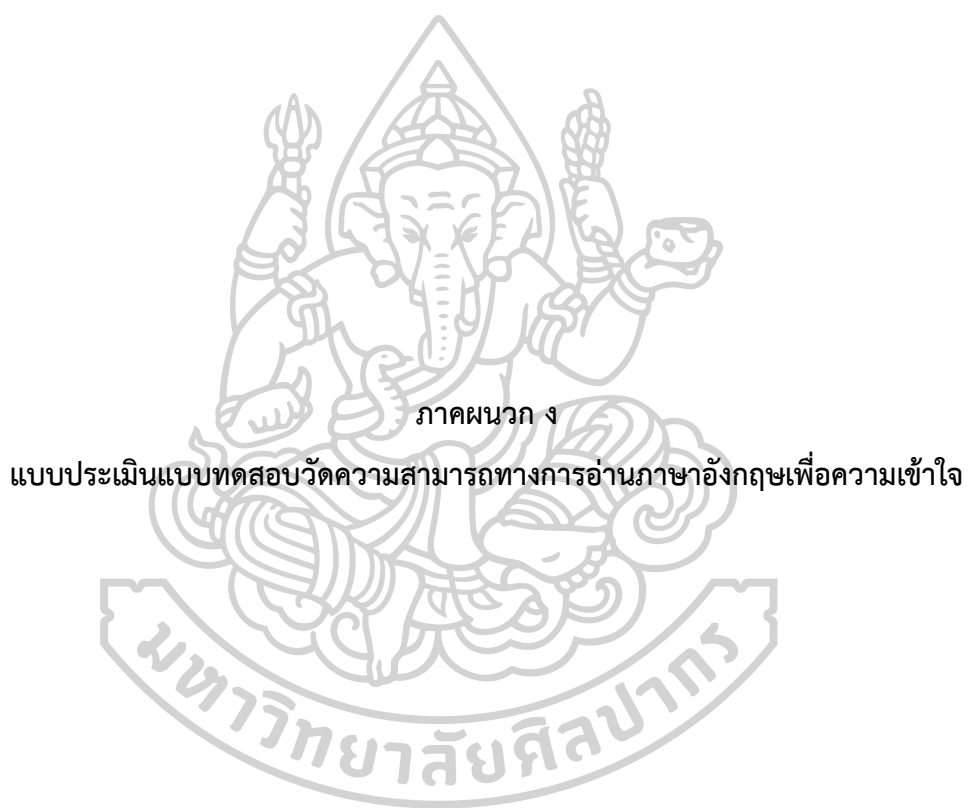 ภาคผนวก ง
แบบประเมินแบบทดสอบวัดความสามารถทางการอ่านภาษาอังกฤษเพื่อความเข้าใจ
มหาวิทยาลัยศิลปากร